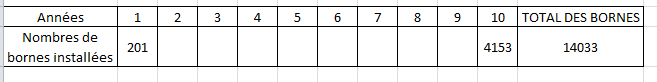 Années 1 2 3 4 5 6 7 8 9 10 TOTAL DES BORNES
Nombres de bornes installées 201 4153 14033